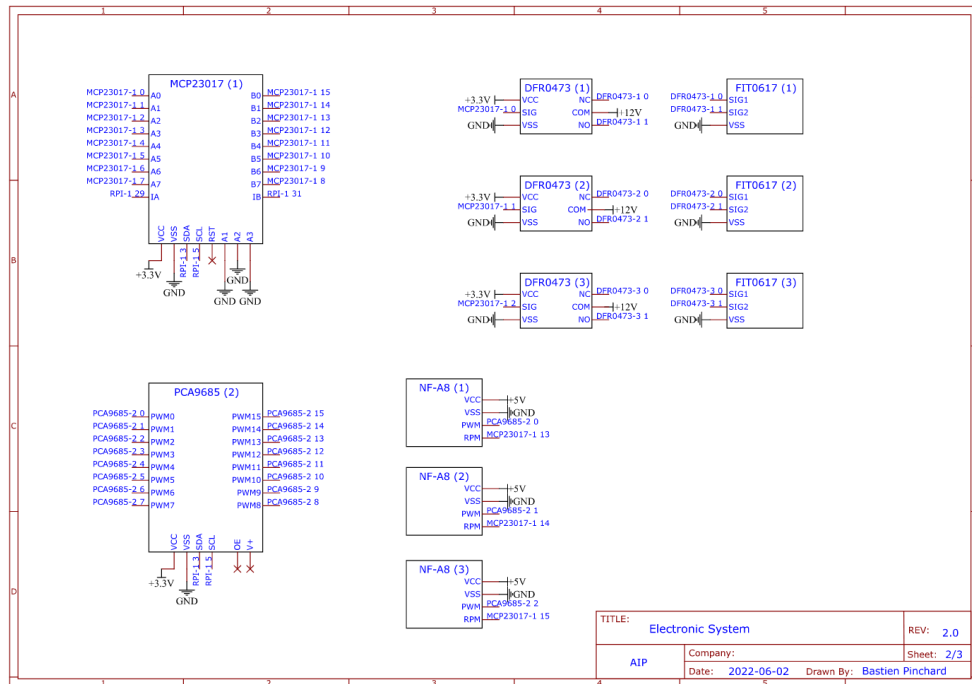 1 2 3 4 5
A
B
C
D
A
B
C
D
MCP23017 (1)
MCP23017-1 0 A0
MCP23017-1 1 A1
MCP23017-1 2 A2
MCP23017-1 3 A3
MCP23017-1 4 A4
MCP23017-1 5 A5
MCP23017-1 6 A6
MCP23017-1 7 A7
RPI-1 29 IA
B0 MCP23017-1 15
B1 MCP23017-1 14
B2 MCP23017-1 13
B3 MCP23017-1 12
B4 MCP23017-1 11
B5 MCP23017-1 10
B6 MCP23017-1 9
B7 MCP23017-1 8
IB RPI-1 31
VCC VSS SDA SCL RST A1 A2 A3
+3.3V
GND
RPI-1 3
RPI-1 5
GND
GND GND
DFR0473 (1)
+3.3V VCC
MCP23017-1 0 SIG
GND VSS
NC DFR0473-1 0
COM +12V
NO DFR0473-1 1
FIT0617 (1)
DFR0473-1 0 SIG1
DFR0473-1 1 SIG2
GND VSS
DFR0473 (2)
+3.3V VCC
MCP23017-1 1 SIG
GND VSS
NC DFR0473-2 0
COM +12V
NO DFR0473-2 1
FIT0617 (2)
DFR0473-2 0 SIG1
DFR0473-2 1 SIG2
GND VSS
DFR0473 (3)
+3.3V VCC
MCP23017-1 2 SIG
GND VSS
NC DFR0473-3 0
COM +12V
NO DFR0473-3 1
FIT0617 (3)
DFR0473-3 0 SIG1
DFR0473-3 1 SIG2
GND VSS
PCA9685 (2)
PCA9685-2 0 PWM0
PCA9685-2 1 PWM1
PCA9685-2 2 PWM2
PCA9685-2 3 PWM3
PCA9685-2 4 PWM4
PCA9685-2 5 PWM5
PCA9685-2 6 PWM6
PCA9685-2 7 PWM7
PWM15 PCA9685-2 15
PWM14 PCA9685-2 14
PWM13 PCA9685-2 13
PWM12 PCA9685-2 12
PWM11 PCA9685-2 11
PWM10 PCA9685-2 10
PWM9 PCA9685-2 9
PWM8 PCA9685-2 8
VCC VSS SDA SCL OE V+
+3.3V
GND
RPI-1 3
RPI-1 5
NF-A8 (1)
VCC +5V
VSS GND
PWM PCA9685-2 0
RPM MCP23017-1 13
NF-A8 (2)
VCC +5V
VSS GND
PWM PCA9685-2 1
RPM MCP23017-1 14
NF-A8 (3)
VCC +5V
VSS GND
PWM PCA9685-2 2
RPM MCP23017-1 15
TITLE:
Electronic System
REV: 2.0
AIP
Company:
Sheet: 2/3
Date: 2022-06-02 Drawn By: Bastien Pinchard
1 2 3 4 5